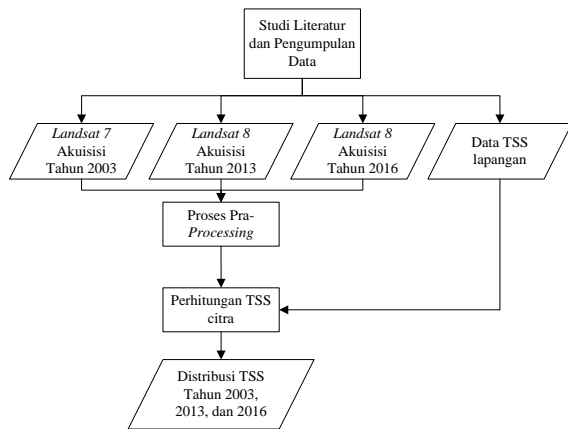 Studi Literatur
dan Pengumpulan
Data
Landsat 7
Akuisisi
Tahun 2003
Landsat 8
Akuisisi
Tahun 2013
Landsat 8
Akuisisi
Tahun 2016
Data TSS
lapangan
Proses Pra-
Processing
Perhitungan TSS
citra
Distribusi TSS
Tahun 2003,
2013, dan 2016